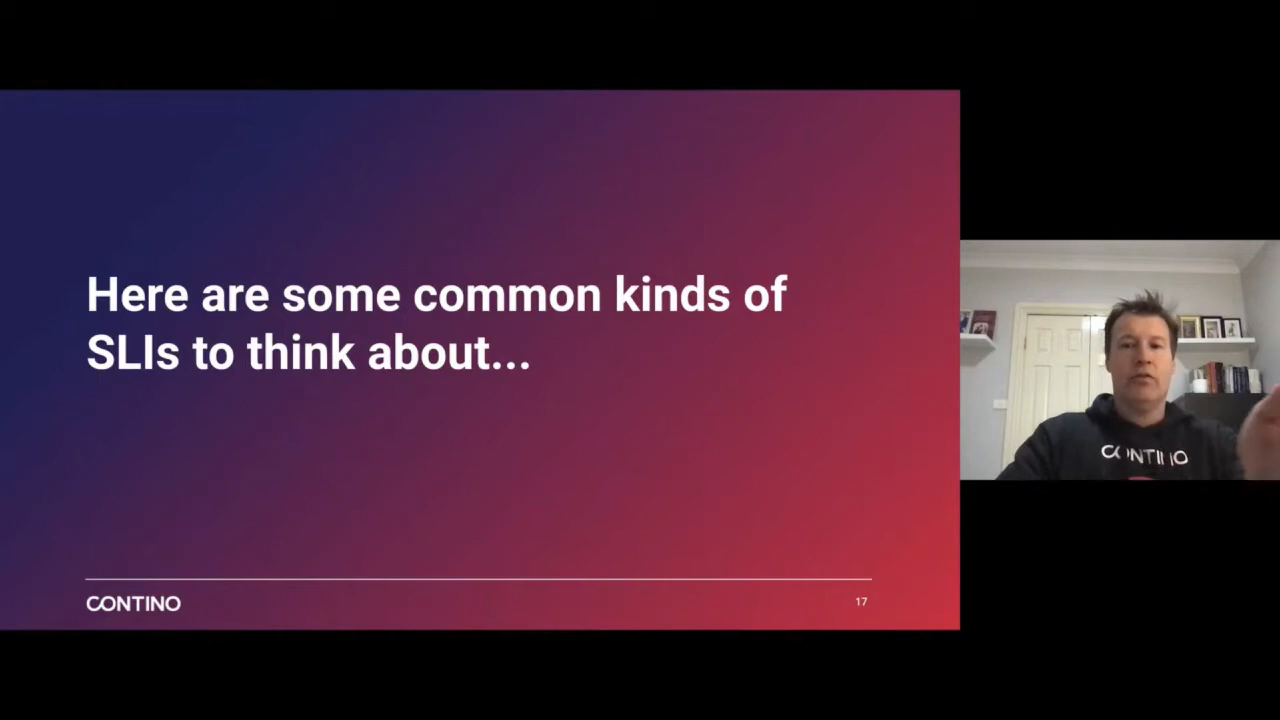 Here are some common kinds of
SLIs to think about...
CONTINO
17
CONTINO